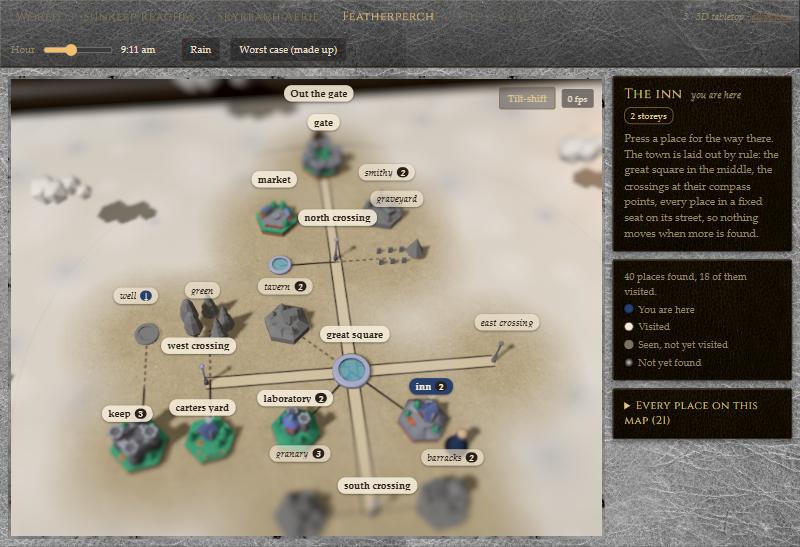 World
Sunken Reaches
Skyreach Aerie
Featherperch
Hour
9:11 am
Rain
Worst case (made up)
Out the gate
Tilt-shift
0 fps
gate
smithy 2
market
graveyard
north crossing
tavern 2
well 1
green
east crossing
great square
west crossing
inn 2
laboratory 2
carters yard
keep 3
granary 3
barracks 2
south crossing
The inn you are here
2 storeys
Press a place for the way there.
The town is laid out by rule: the
great square in the middle, the
crossings at their compass
points, every place in a fixed
seat on its street, so nothing
moves when more is found.
40 places found, 18 of them
visited.
You are here
Visited
Seen, not yet visited
Not yet found
Every place on this
map (21)